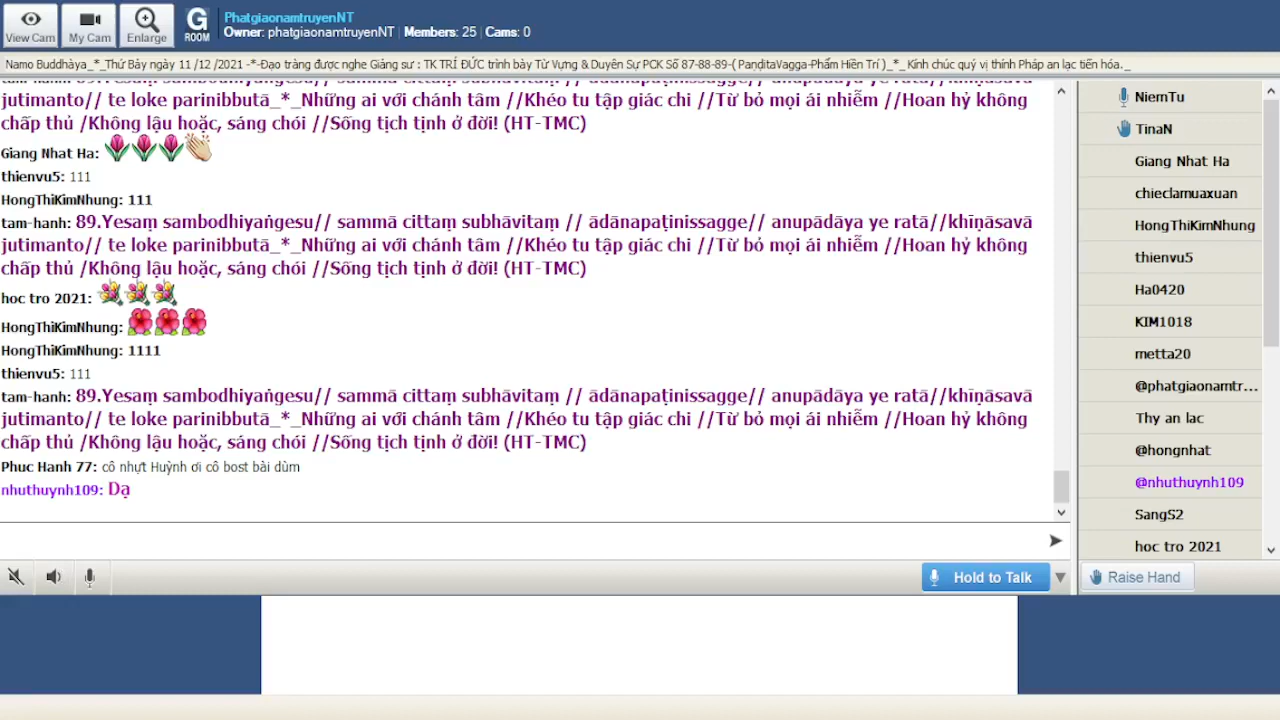 View Cam
My Cam
Enlarge
G
ROOM
PhatgiaonamtruyenNT
Owner: phatgiaonamtruyenNT | Members: 25 | Cams: 0
Namo Buddhàya_*_Thứ Bảy ngày 11 /12 /2021 -*-Đạo tràng được nghe Giảng sư : TK TRÍ ĐỨC trình bày Từ Vựng & Duyên Sự PCK Số 87-88-89-( PaṇḍitaVagga-Phẩm Hiền Trí )_*_ Kính chúc quý vị thính Pháp an lạc tiến hóa._
jutimanto// te loke parinibbutā_*_Những ai với chánh tâm //Khéo tu tập giác chi //Từ bỏ mọi ái nhiễm //Hoan hỷ không
chấp thủ /Không lậu hoặc, sáng chói //Sống tịch tịnh ở đời! (HT-TMC)
Giang Nhat Ha:
thienvu5: 111
HongThiKimNhung: 111
tam-hanh: 89.Yesaṃ sambodhiyaṅgesu// sammā cittaṃ subhāvitaṃ // ādānapaṭinissagge// anupādāya ye ratā//khīṇāsavā
jutimanto// te loke parinibbutā_*_Những ai với chánh tâm //Khéo tu tập giác chi //Từ bỏ mọi ái nhiễm //Hoan hỷ không
chấp thủ /Không lậu hoặc, sáng chói //Sống tịch tịnh ở đời! (HT-TMC)
hoc tro 2021:
HongThiKimNhung:
HongThiKimNhung: 1111
thienvu5: 111
tam-hanh: 89.Yesaṃ sambodhiyaṅgesu// sammā cittaṃ subhāvitaṃ // ādānapaṭinissagge// anupādāya ye ratā//khīṇāsavā
jutimanto// te loke parinibbutā_*_Những ai với chánh tâm //Khéo tu tập giác chi //Từ bỏ mọi ái nhiễm //Hoan hỷ không
chấp thủ /Không lậu hoặc, sáng chói //Sống tịch tịnh ở đời! (HT-TMC)
Phuc Hanh 77: cô nhựt Huỳnh ơi cô bost bài dùm
nhuthuynh109: Dạ
NiemTu
TinaN
Giang Nhat Ha
chieclamuaxuan
HongThiKimNhung
thienvu5
Ha0420
KIM1018
metta20
@phatgiaonamtr...
Thy an lac
@hongnhat
@nhuthuynh109
SangS2
hoc tro 2021
Hold to Talk
Raise Hand